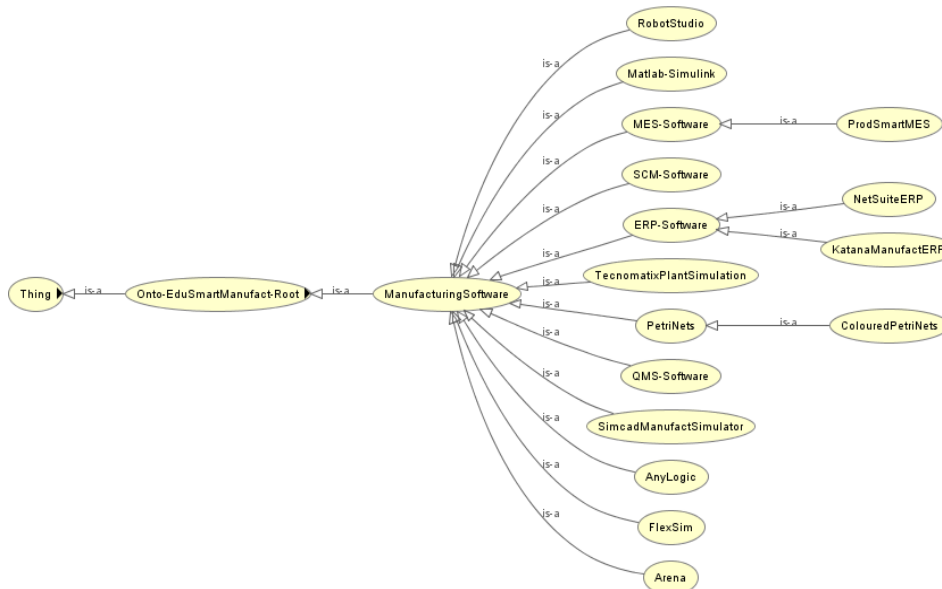 RobotStudio
is-a
Matlab-Simulink
is-a
MES-Software
is-a
ProdSmartMES
is-a
SCM-Software
is-a
NetSuiteERP
is-a
ERP-Software
is-a
KatanaManufactERP
is-a
TecnomatixPlantSimulation
is-a
Thing
is-a
Onto-EduSmartManufact-Root
is-a
ManufacturingSoftware
is-a
PetriNets
is-a
ColouredPetriNets
is-a
QMS-Software
is-a
SimcadManufactSimulator
is-a
AnyLogic
is-a
FlexSim
is-a
Arena